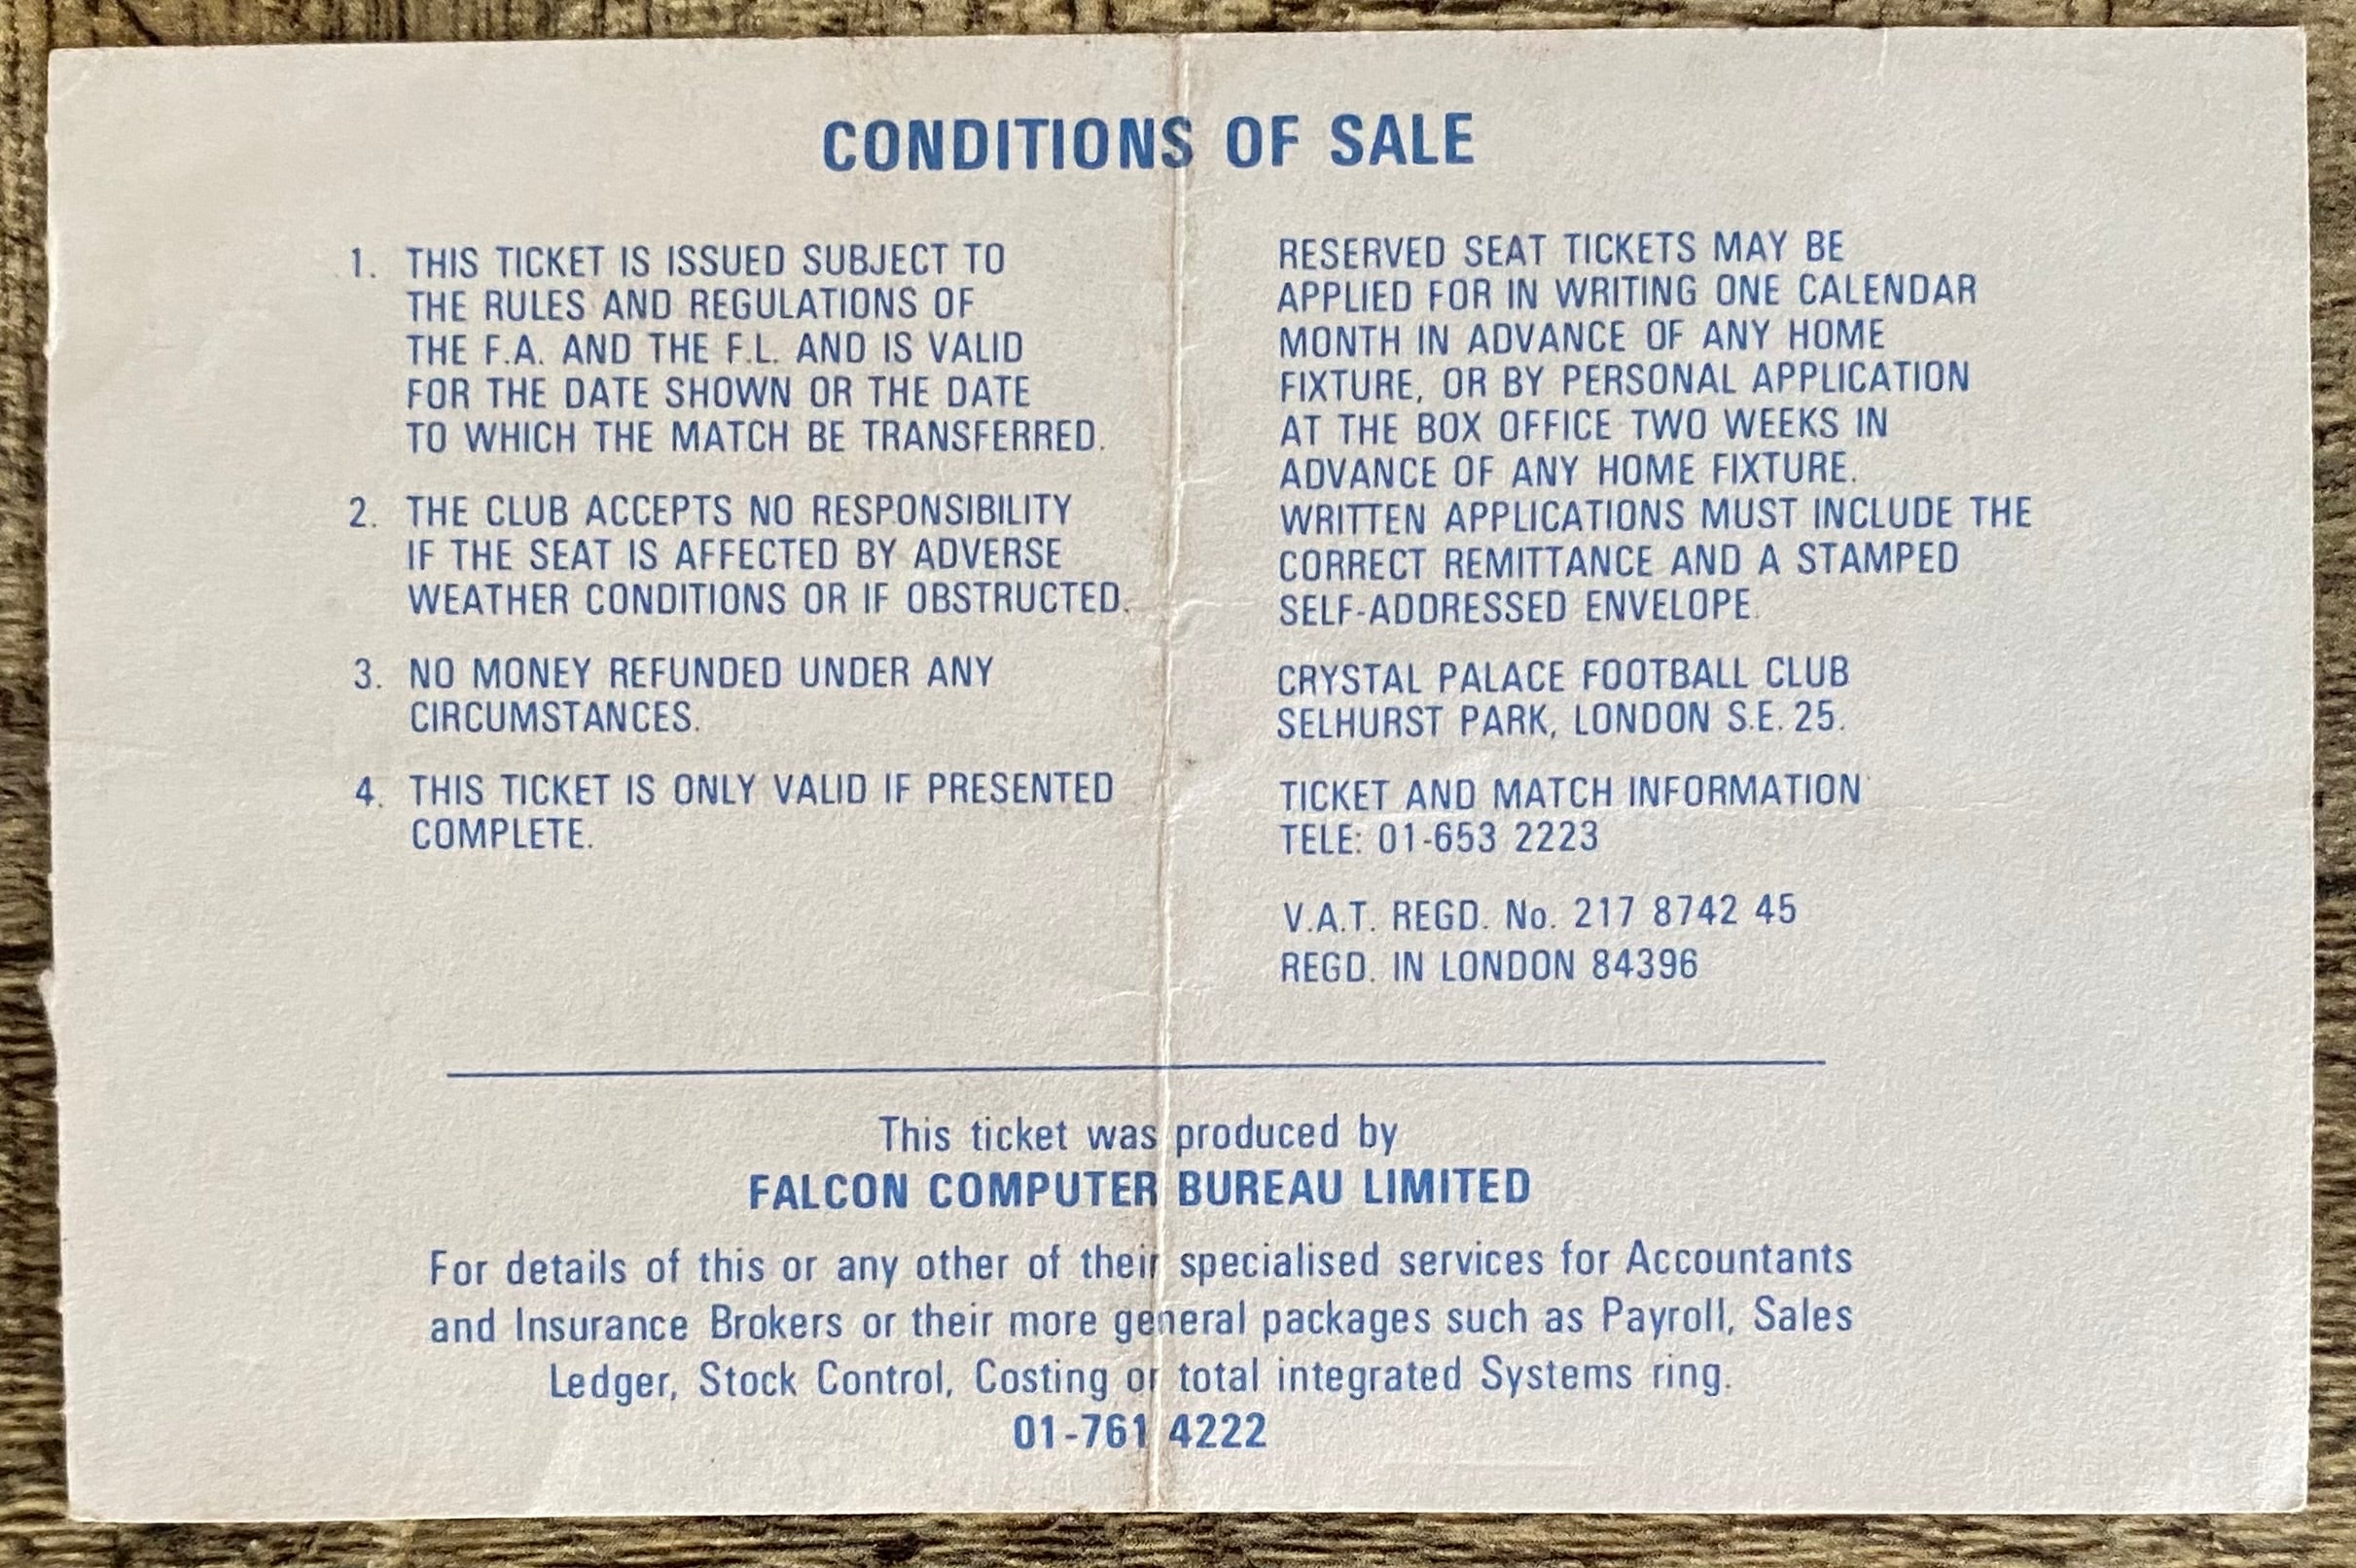 CONDITIONS OF SALE
1. THIS TICKET IS ISSUED SUBJECT TO
THE RULES AND REGULATIONS OF
THE F.A. AND THE F.L. AND IS VALID
FOR THE DATE SHOWN OR THE DATE
TO WHICH THE MATCH BE TRANSFERRED.
2. THE CLUB ACCEPTS NO RESPONSIBILITY
IF THE SEAT IS AFFECTED BY ADVERSE
WEATHER CONDITIONS OR IF OBSTRUCTED.
3. NO MONEY REFUNDED UNDER ANY
CIRCUMSTANCES.
4. THIS TICKET IS ONLY VALID IF PRESENTED
COMPLETE.
RESERVED SEAT TICKETS MAY BE
APPLIED FOR IN WRITING ONE CALENDAR
MONTH IN ADVANCE OF ANY HOME
FIXTURE, OR BY PERSONAL APPLICATION
AT THE BOX OFFICE TWO WEEKS IN
ADVANCE OF ANY HOME FIXTURE.
WRITTEN APPLICATIONS MUST INCLUDE THE
CORRECT REMITTANCE AND A STAMPED
SELF-ADDRESSED ENVELOPE.
CRYSTAL PALACE FOOTBALL CLUB
SELHURST PARK, LONDON S.E. 25.
TICKET AND MATCH INFORMATION
TELE: 01-653 2223
V.A.T. REGD. No. 217 8742 45
REGD. IN LONDON 84396
This ticket was produced by
FALCON COMPUTER BUREAU LIMITED
For details of this or any other of their specialised services for Accountants
and Insurance Brokers or their more general packages such as Payroll, Sales
Ledger, Stock Control, Costing or total integrated Systems ring.
01-761 4222